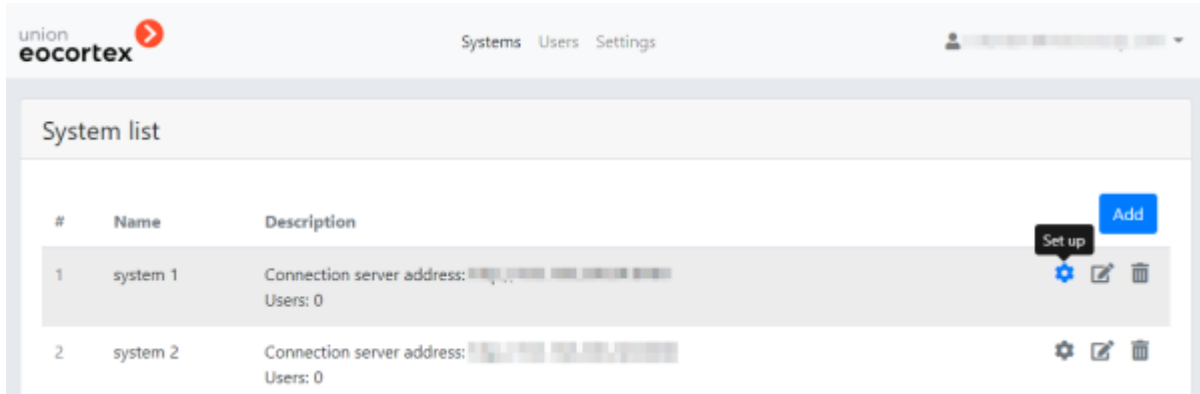 union
eocortex
Systems Users Settings
System list
Add
# Name Description
Set up
1 system 1 Connection server address:
Users: 0
2 system 2 Connection server address:
Users: 0